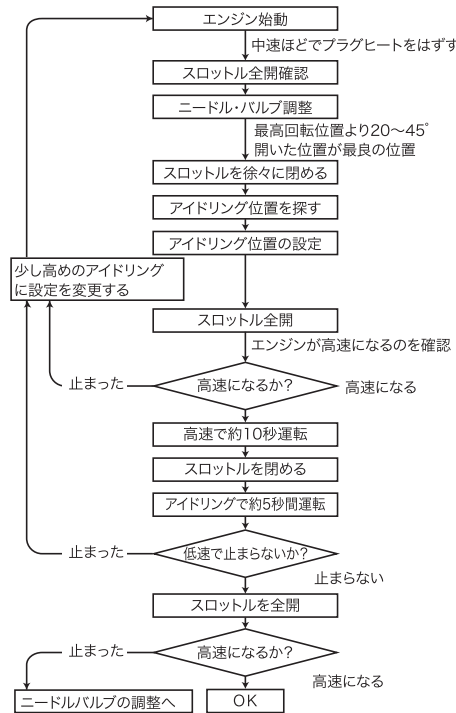 エンジン始動
中速ほどでプラグヒートをはずす
スロットル全開確認
ニードル・バルブ調整
最高回転位置より20〜45°
開いた位置が最良の位置
スロットルを徐々に閉める
アイドリング位置を探す
アイドリング位置の設定
少し高めのアイドリング
に設定を変更する
スロットル全開
エンジンが高速になるのを確認
止まった
高速になるか?
高速になる
高速で約10秒運転
スロットルを閉める
アイドリングで約5秒間運転
止まった
低速で止まらないか?
止まらない
スロットルを全開
止まった
高速になるか?
高速になる
ニードルバルブの調整へ
OK